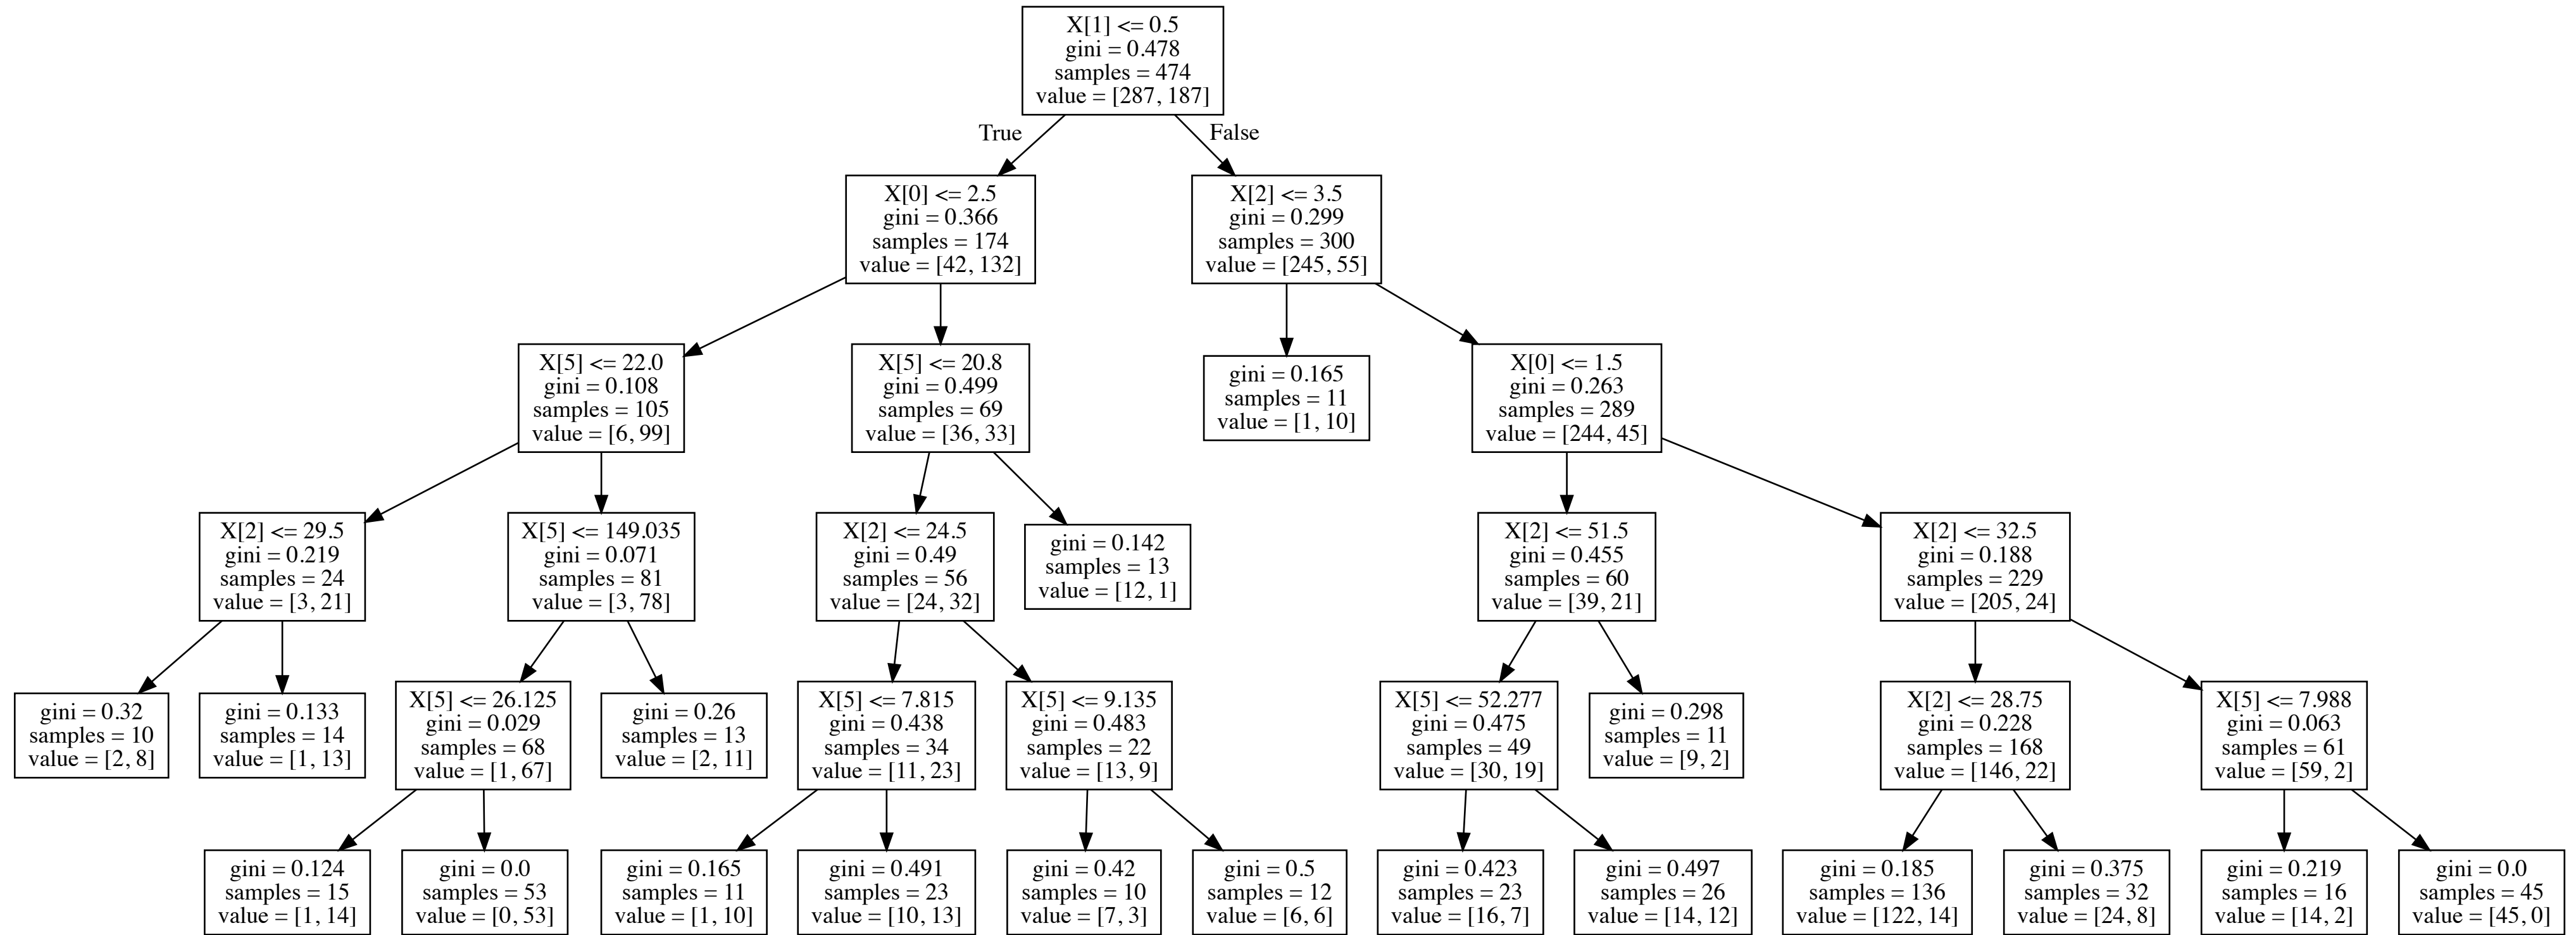 X[1] <= 0.5
gini = 0.478
samples = 474
value = [287, 187]
True
False
X[0] <= 2.5
gini = 0.366
samples = 174
value = [42, 132]
X[2] <= 3.5
gini = 0.299
samples = 300
value = [245, 55]
X[5] <= 22.0
gini = 0.108
samples = 105
value = [6, 99]
X[5] <= 20.8
gini = 0.499
samples = 69
value = [36, 33]
gini = 0.165
samples = 11
value = [1, 10]
X[0] <= 1.5
gini = 0.263
samples = 289
value = [244, 45]
X[2] <= 29.5
gini = 0.219
samples = 24
value = [3, 21]
X[5] <= 149.035
gini = 0.071
samples = 81
value = [3, 78]
X[2] <= 24.5
gini = 0.49
samples = 56
value = [24, 32]
gini = 0.142
samples = 13
value = [12, 1]
X[2] <= 51.5
gini = 0.455
samples = 60
value = [39, 21]
X[2] <= 32.5
gini = 0.188
samples = 229
value = [205, 24]
gini = 0.32
samples = 10
value = [2, 8]
gini = 0.133
samples = 14
value = [1, 13]
X[5] <= 26.125
gini = 0.029
samples = 68
value = [1, 67]
gini = 0.26
samples = 13
value = [2, 11]
X[5] <= 7.815
gini = 0.438
samples = 34
value = [11, 23]
X[5] <= 9.135
gini = 0.483
samples = 22
value = [13, 9]
X[5] <= 52.277
gini = 0.475
samples = 49
value = [30, 19]
gini = 0.298
samples = 11
value = [9, 2]
X[2] <= 28.75
gini = 0.228
samples = 168
value = [146, 22]
X[5] <= 7.988
gini = 0.063
samples = 61
value = [59, 2]
gini = 0.124
samples = 15
value = [1, 14]
gini = 0.0
samples = 53
value = [0, 53]
gini = 0.165
samples = 11
value = [1, 10]
gini = 0.491
samples = 23
value = [10, 13]
gini = 0.42
samples = 10
value = [7, 3]
gini = 0.5
samples = 12
value = [6, 6]
gini = 0.423
samples = 23
value = [16, 7]
gini = 0.497
samples = 26
value = [14, 12]
gini = 0.185
samples = 136
value = [122, 14]
gini = 0.375
samples = 32
value = [24, 8]
gini = 0.219
samples = 16
value = [14, 2]
gini = 0.0
samples = 45
value = [45, 0]